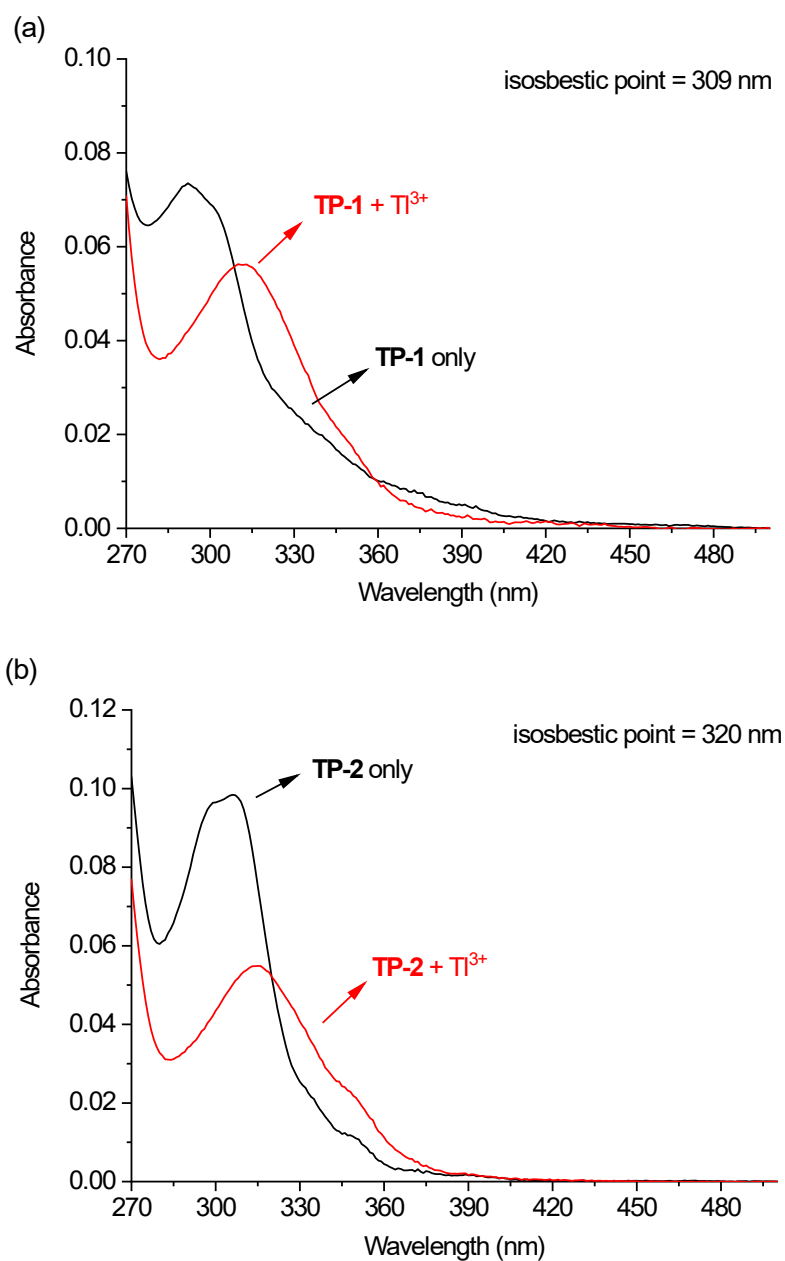 (a)
isosbestic point = 309 nm
0.10
0.08
0.06
0.04
0.02
0.00
Absorbance
TP-1 + Tl³⁺
TP-1 only
270 300 330 360 390 420 450 480
Wavelength (nm)
(b)
isosbestic point = 320 nm
0.12
0.10
0.08
0.06
0.04
0.02
0.00
Absorbance
TP-2 only
TP-2 + Tl³⁺
270 300 330 360 390 420 450 480
Wavelength (nm)